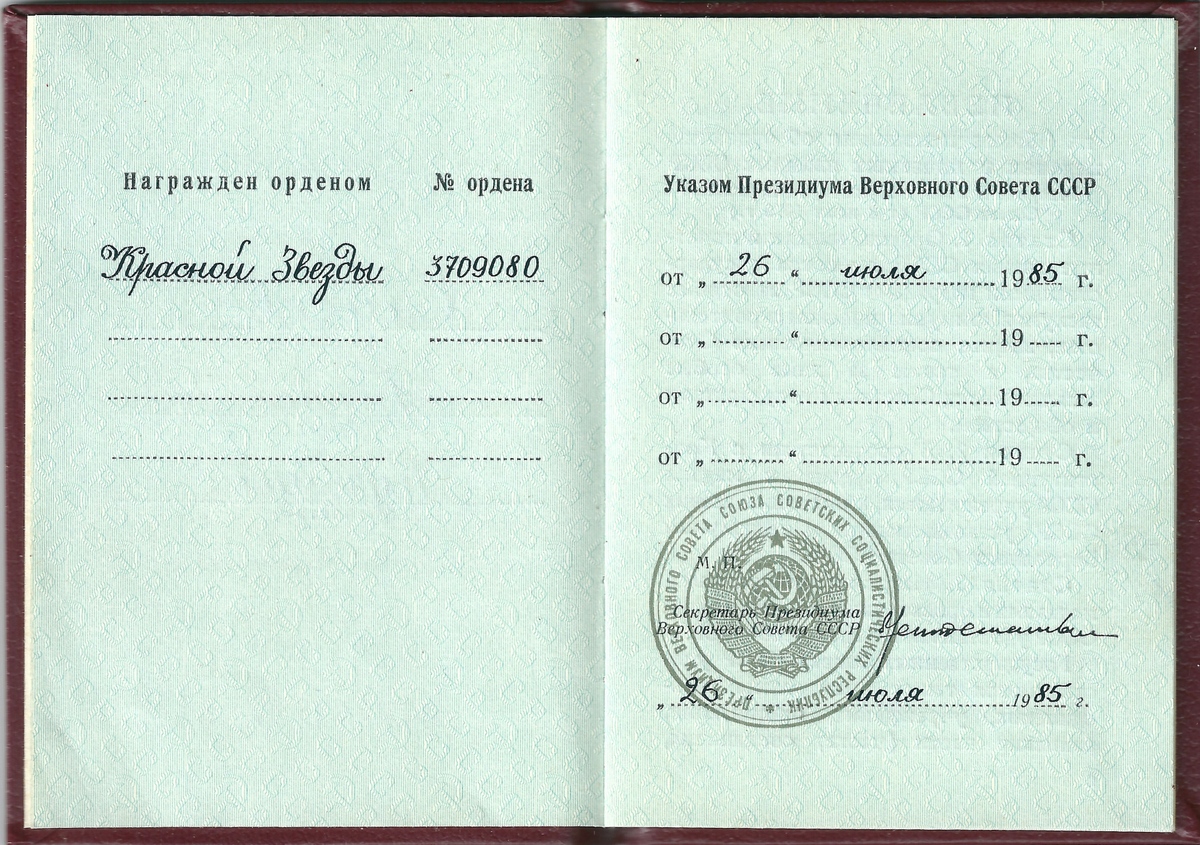 Награжден орденом № ордена
Красной Звезды 3709080
Указом Президиума Верховного Совета СССР
от „ 26 “ июля 1985 г.
от „ “ 19 г.
от „ “ 19 г.
от „ “ 19 г.
ПРЕЗИДИУМ ВЕРХОВНОГО СОВЕТА СОЮЗА СОВЕТСКИХ СОЦИАЛИСТИЧЕСКИХ РЕСПУБЛИК *
М. П.
Секретарь Президиума
Верховного Совета СССР
„ 26 “ июля 1985 г.